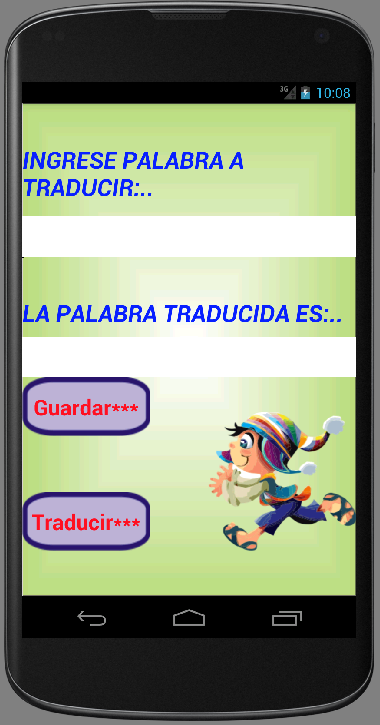 3G 10:08
INGRESE PALABRA A
TRADUCIR:..
LA PALABRA TRADUCIDA ES:..
Guardar***
Traducir***